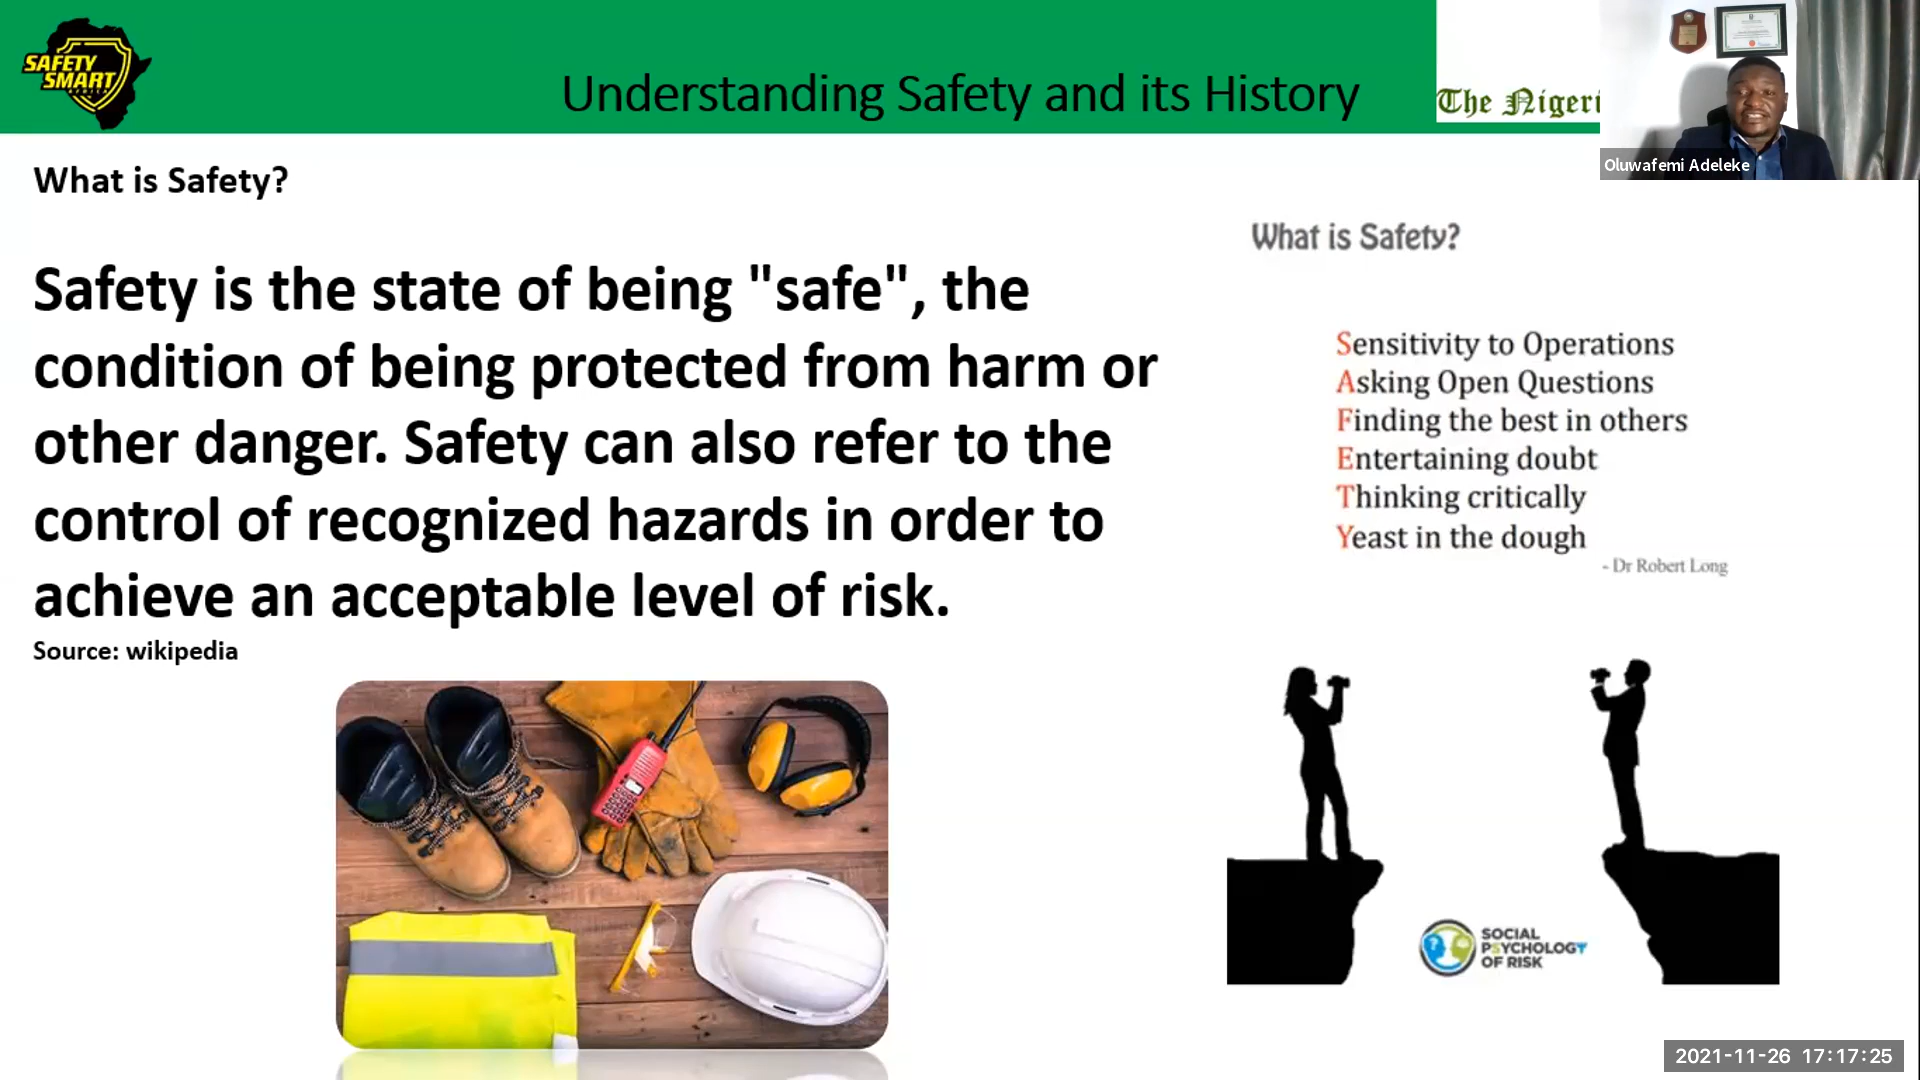 SAFETY
SMART
Understanding Safety and its History
The Nigeri
Oluwafemi Adeleke
What is Safety?
Safety is the state of being "safe", the
condition of being protected from harm or
other danger. Safety can also refer to the
control of recognized hazards in order to
achieve an acceptable level of risk.
Source: wikipedia
What is Safety?
Sensitivity to Operations
Asking Open Questions
Finding the best in others
Entertaining doubt
Thinking critically
Yeast in the dough
- Dr Robert Long
SOCIAL
PSYCHOLOGY
OF RISK
2021-11-26 17:17:25